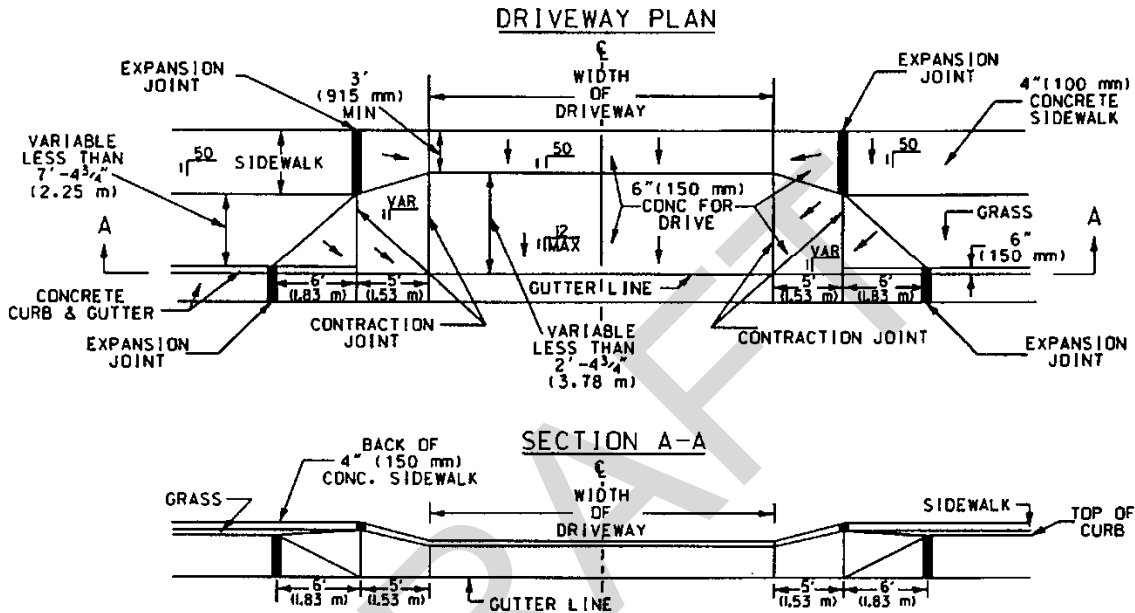 DRIVEWAY PLAN
℄
WIDTH
OF
DRIVEWAY
EXPANSION
JOINT
3'
(915 mm)
MIN
EXPANSION
JOINT
4" (100 mm)
CONCRETE
SIDEWALK
VARIABLE
LESS THAN
7'-4¾"
(2.25 m)
1 50
SIDEWALK
1 50
1 50
1 VAR
6" (150 mm)
CONC FOR
DRIVE
GRASS
A
A
1 12
MAX
1 VAR
6"
(150 mm)
6'
(1.83 m)
5'
(1.53 m)
GUTTER LINE
5'
(1.53 m)
6'
(1.83 m)
CONCRETE
CURB & GUTTER
EXPANSION
JOINT
CONTRACTION
JOINT
VARIABLE
LESS THAN
2'-4¾"
(3.78 m)
CONTRACTION JOINT
EXPANSION
JOINT
SECTION A-A
℄
WIDTH
OF
DRIVEWAY
BACK OF
4" (150 mm)
CONC. SIDEWALK
GRASS
SIDEWALK
TOP OF
CURB
6'
(1.83 m)
5'
(1.53 m)
GUTTER LINE
5'
(1.53 m)
6'
(1.83 m)
DRAFT